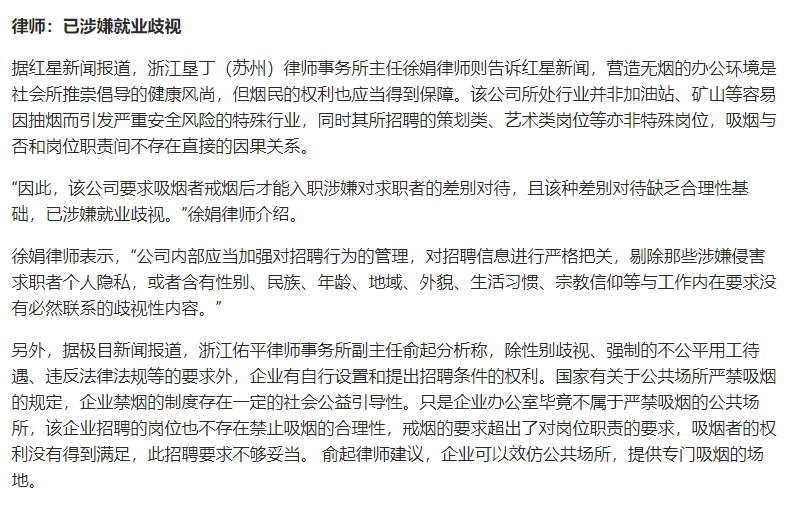 律师：已涉嫌就业歧视
据红星新闻报道，浙江垦丁（苏州）律师事务所主任徐娟律师则告诉红星新闻，营造无烟的办公环境是
社会所推崇倡导的健康风尚，但烟民的权利也应当得到保障。该公司所处行业并非加油站、矿山等容易
因抽烟而引发严重安全风险的特殊行业，同时其所招聘的策划类、艺术类岗位等亦非特殊岗位，吸烟与
否和岗位职责间不存在直接的因果关系。
“因此，该公司要求吸烟者戒烟后才能入职涉嫌对求职者的差别对待，且该种差别对待缺乏合理性基
础，已涉嫌就业歧视。”徐娟律师介绍。
徐娟律师表示，“公司内部应当加强对招聘行为的管理，对招聘信息进行严格把关，剔除那些涉嫌侵害
求职者个人隐私，或者含有性别、民族、年龄、地域、外貌、生活习惯、宗教信仰等与工作内在要求没
有必然联系的歧视性内容。”
另外，据极目新闻报道，浙江佑平律师事务所副主任俞起分析称，除性别歧视、强制的不公平用工待
遇、违反法律法规等的要求外，企业有自行设置和提出招聘条件的权利。国家有关于公共场所严禁吸烟
的规定，企业禁烟的制度存在一定的社会公益引导性。只是企业办公室毕竟不属于严禁吸烟的公共场
所，该企业招聘的岗位也不存在禁止吸烟的合理性，戒烟的要求超出了对岗位职责的要求，吸烟者的权
利没有得到满足，此招聘要求不够妥当。 俞起律师建议，企业可以效仿公共场所，提供专门吸烟的场
地。